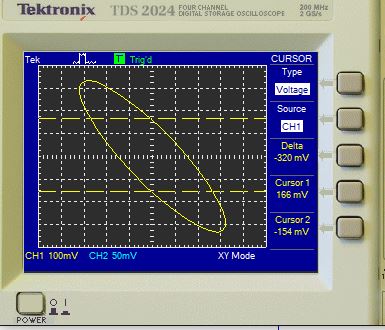 Tektronix TDS 2024 FOUR CHANNEL DIGITAL STORAGE OSCILLOSCOPE 200 MHz 2 GS/s
Tek T Trig'd CURSOR
Type
Voltage
Source
CH1
Delta
-320 mV
Cursor 1
166 mV
Cursor 2
-154 mV
CH1 100mV CH2 50mV XY Mode
POWER